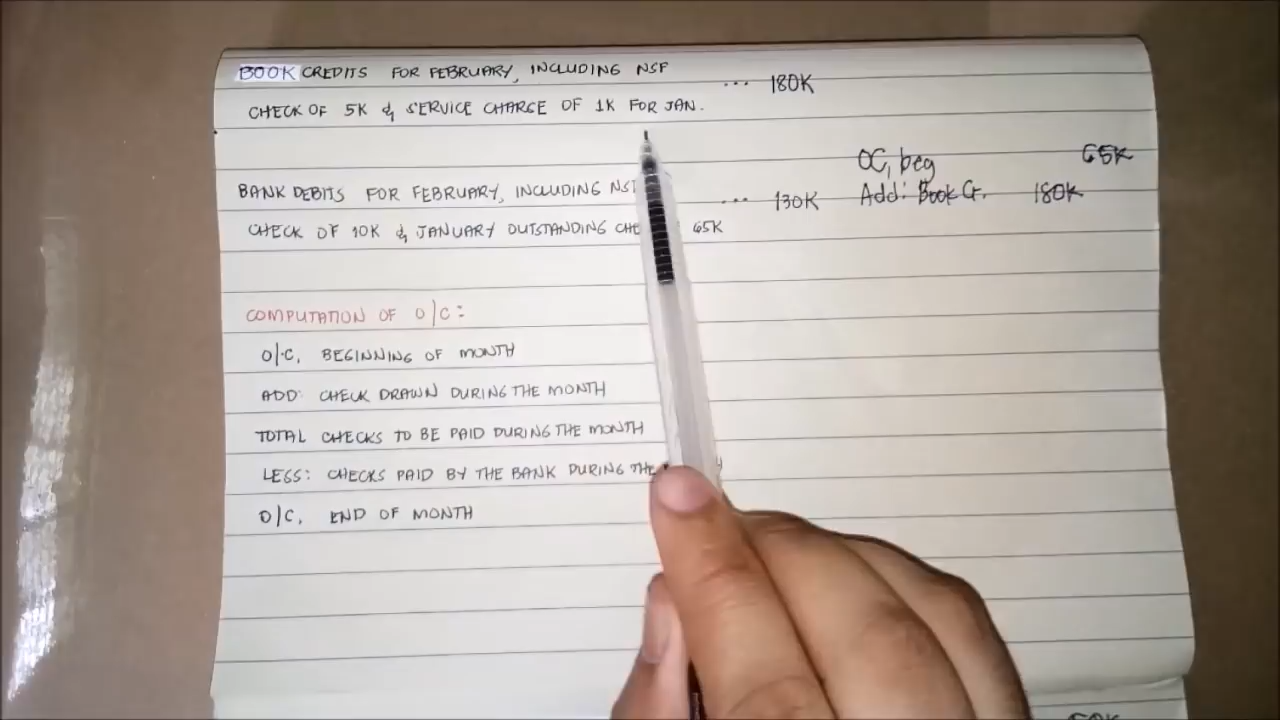 BOOK CREDITS FOR FEBRUARY, INCLUDING NSF
CHECK OF 5K & SERVICE CHARGE OF 1K FOR JAN.
... 180K
BANK DEBITS FOR FEBRUARY, INCLUDING
CHECK OF 10K & JANUARY OUTSTANDING 65K
... 130K
OC, beg 65K
Add: Book Cr. 180K
COMPUTATION OF O/C:
O/C, BEGINNING OF MONTH
ADD: CHECK DRAWN DURING THE MONTH
TOTAL CHECKS TO BE PAID DURING THE MONTH
LESS: CHECKS PAID BY THE BANK DURING THE
O/C, END OF MONTH